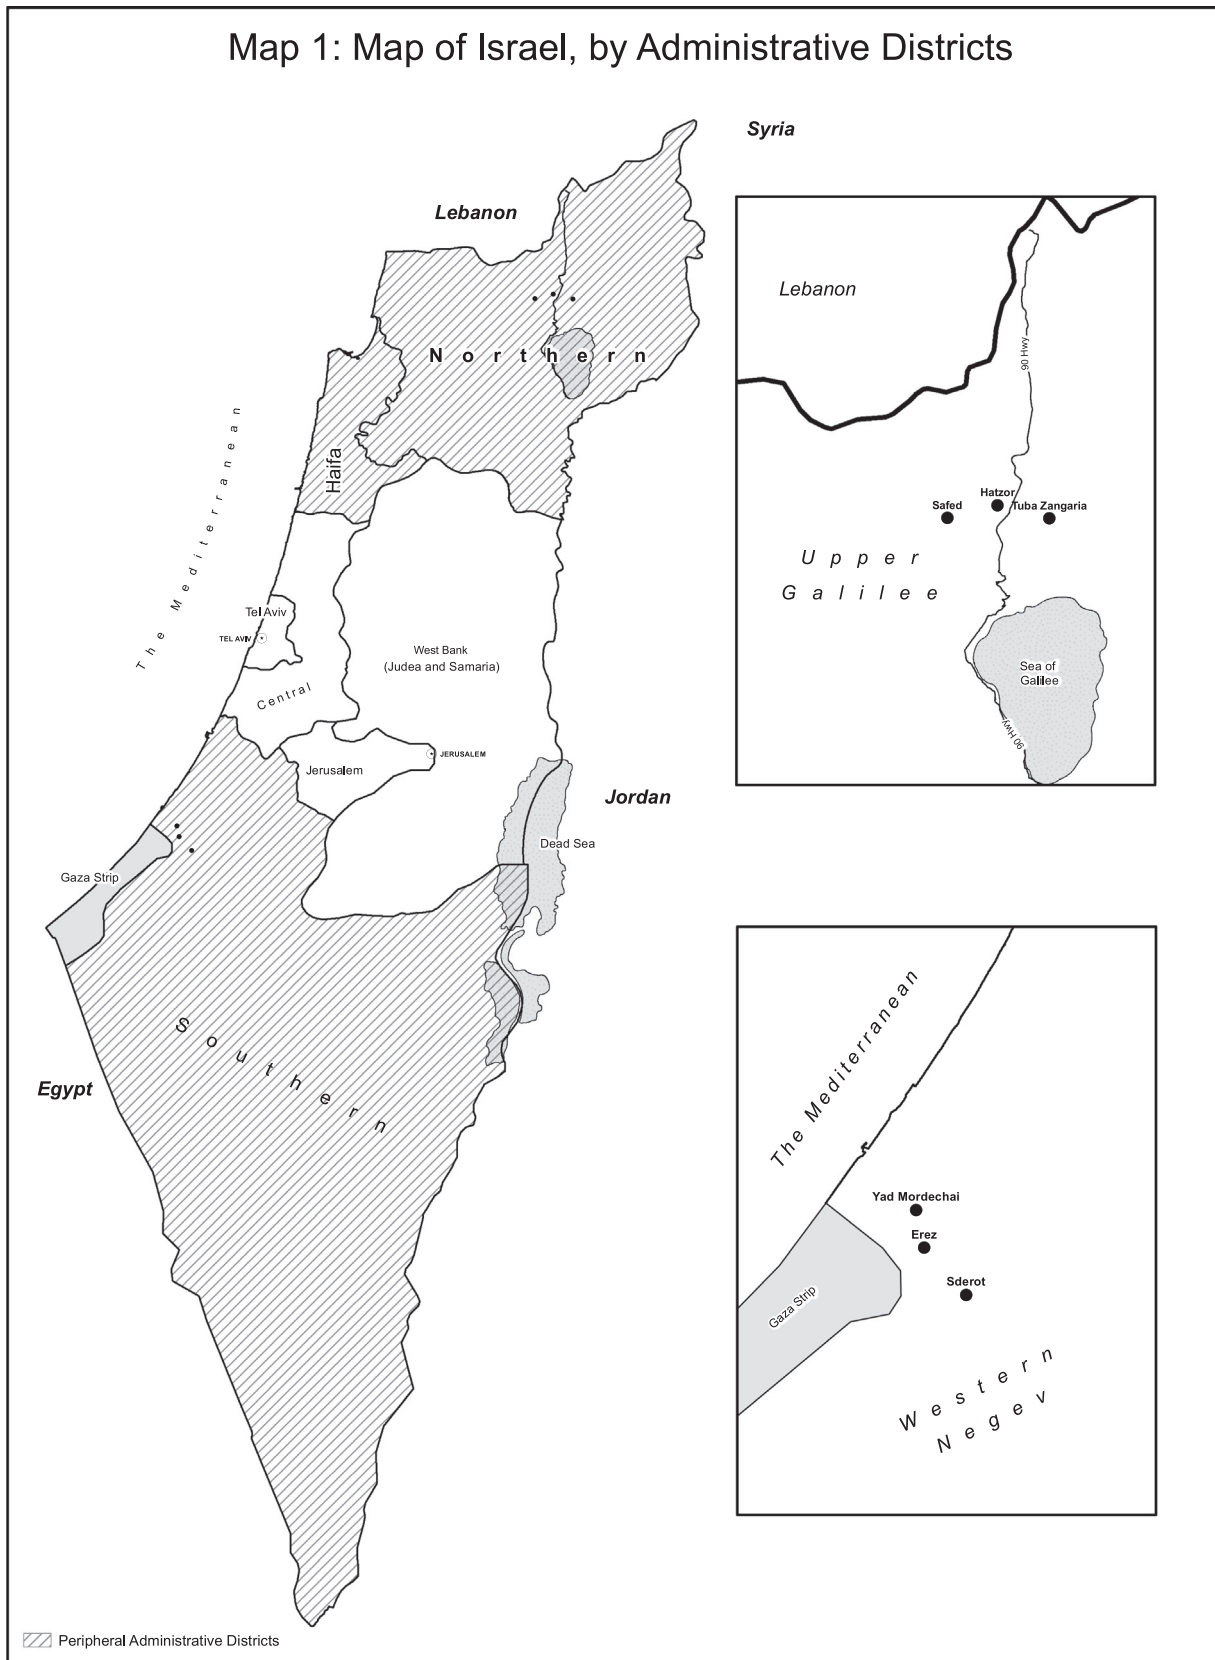 Map 1: Map of Israel, by Administrative Districts
Syria
Lebanon
Northern
Haifa
The Mediterranean
Tel Aviv
TEL AVIV
West Bank
(Judea and Samaria)
Central
JERUSALEM
Jerusalem
Jordan
Dead Sea
Gaza Strip
Southern
Egypt
Peripheral Administrative Districts
Lebanon
90 Hwy
Hatzor
Safed
Tuba Zangaria
Upper
Galilee
Sea of
Galilee
90 Hwy
The Mediterranean
Yad Mordechai
Erez
Sderot
Gaza Strip
Western
Negev